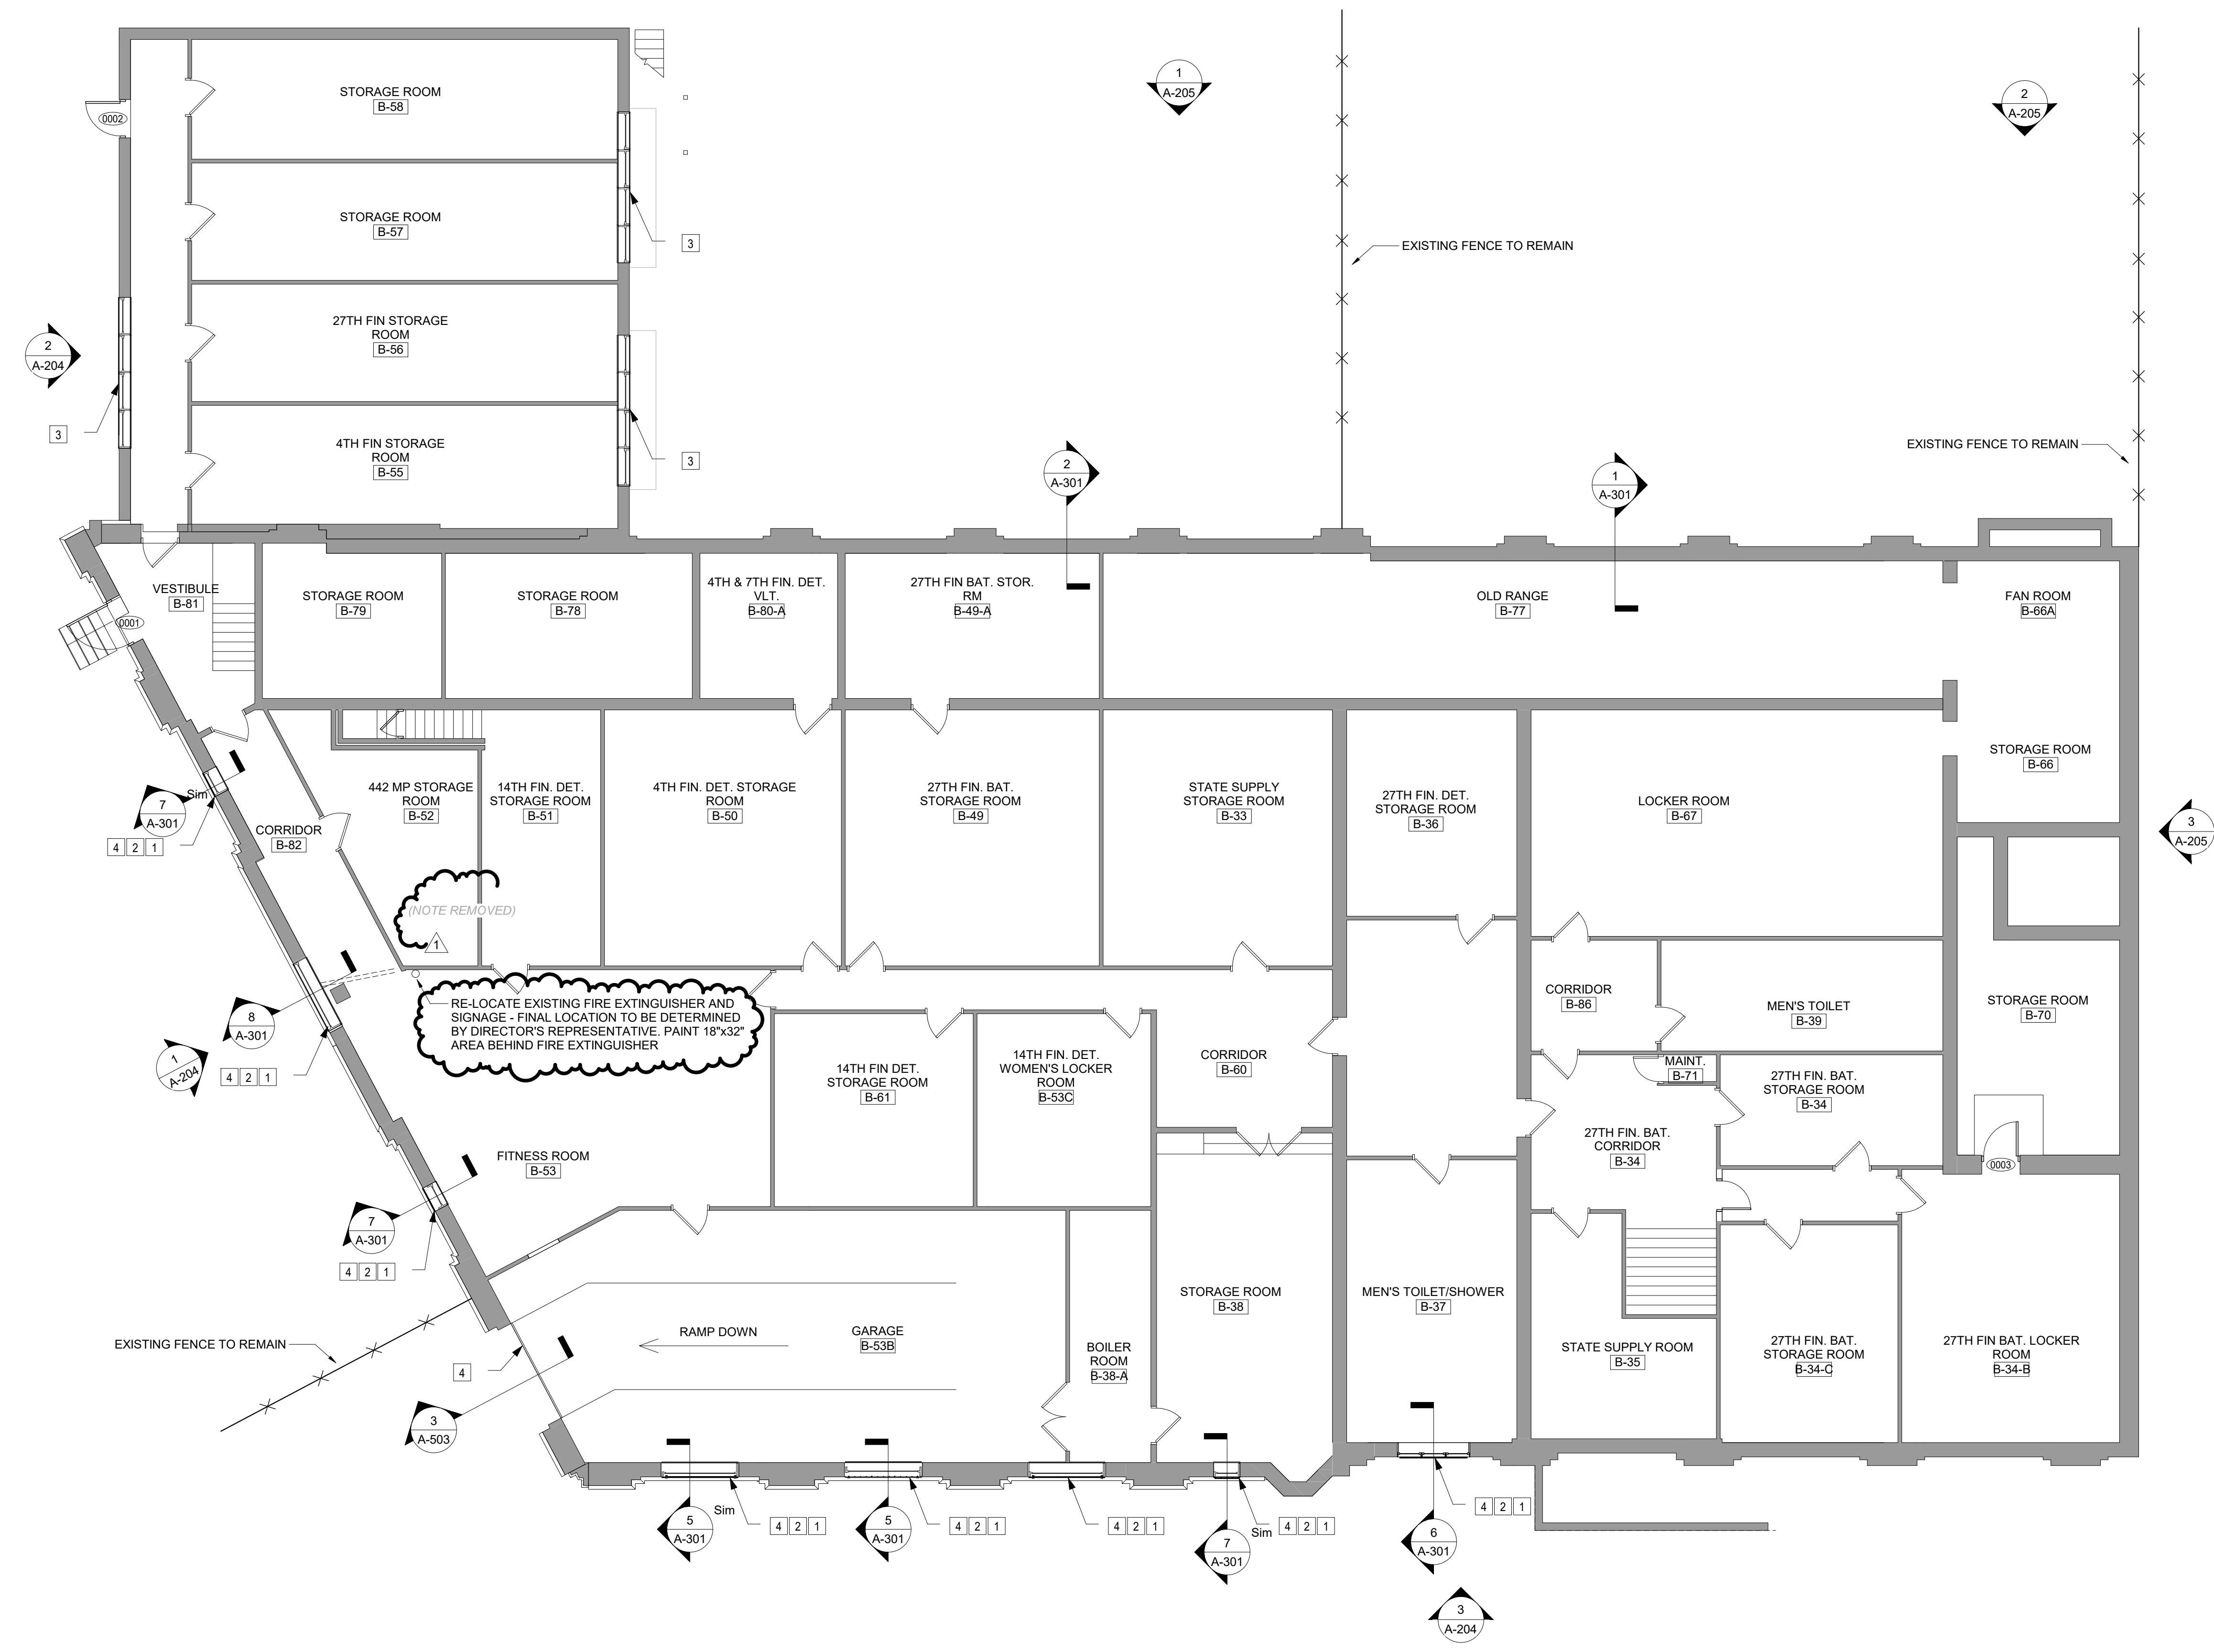 STORAGE ROOM
B-58
0002
1
A-205
2
A-205
STORAGE ROOM
B-57
3
EXISTING FENCE TO REMAIN
27TH FIN STORAGE
ROOM
B-56
2
A-204
3
4TH FIN STORAGE
ROOM
B-55
3
2
A-301
1
A-301
EXISTING FENCE TO REMAIN
VESTIBULE
B-81
0001
STORAGE ROOM
B-79
STORAGE ROOM
B-78
4TH & 7TH FIN. DET.
VLT.
B-80-A
27TH FIN BAT. STOR.
RM
B-49-A
OLD RANGE
B-77
FAN ROOM
B-66A
STORAGE ROOM
B-66
442 MP STORAGE
ROOM
B-52
14TH FIN. DET.
STORAGE ROOM
B-51
4TH FIN. DET. STORAGE
ROOM
B-50
27TH FIN. BAT.
STORAGE ROOM
B-49
STATE SUPPLY
STORAGE ROOM
B-33
27TH FIN. DET.
STORAGE ROOM
B-36
LOCKER ROOM
B-67
3
A-205
Sim
7
A-301
4 2 1
CORRIDOR
B-82
(NOTE REMOVED)
1
RE-LOCATE EXISTING FIRE EXTINGUISHER AND
SIGNAGE - FINAL LOCATION TO BE DETERMINED
BY DIRECTOR'S REPRESENTATIVE. PAINT 18"x32"
AREA BEHIND FIRE EXTINGUISHER
8
A-301
1
A-204
4 2 1
CORRIDOR
B-86
MEN'S TOILET
B-39
STORAGE ROOM
B-70
14TH FIN DET.
STORAGE ROOM
B-61
14TH FIN. DET.
WOMEN'S LOCKER
ROOM
B-53C
CORRIDOR
B-60
MAINT.
B-71
27TH FIN. BAT.
STORAGE ROOM
B-34
27TH FIN. BAT.
CORRIDOR
B-34
0003
FITNESS ROOM
B-53
7
A-301
4 2 1
STORAGE ROOM
B-38
MEN'S TOILET/SHOWER
B-37
EXISTING FENCE TO REMAIN
RAMP DOWN
GARAGE
B-53B
4
BOILER
ROOM
B-38-A
STATE SUPPLY ROOM
B-35
27TH FIN. BAT.
STORAGE ROOM
B-34-C
27TH FIN BAT. LOCKER
ROOM
B-34-B
3
A-503
5
A-301
Sim
4 2 1
5
A-301
4 2 1
4 2 1
7
A-301
Sim
4 2 1
6
A-301
4 2 1
3
A-204